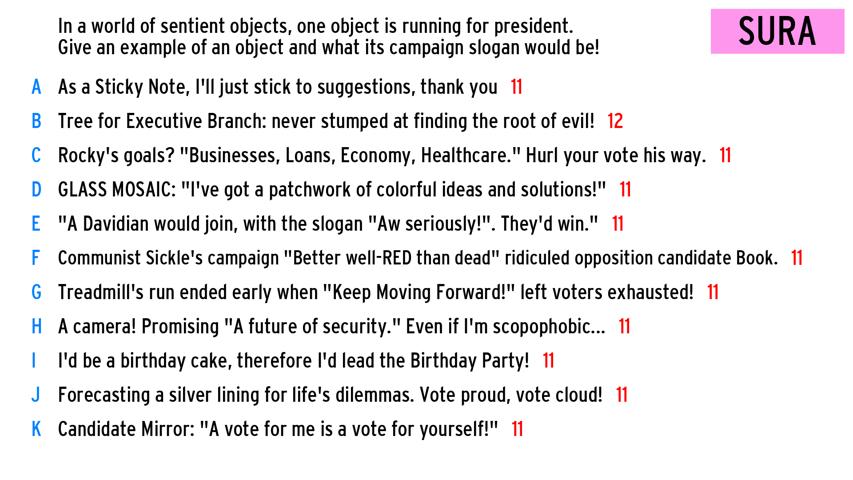 In a world of sentient objects, one object is running for president.
Give an example of an object and what its campaign slogan would be!
SURA
A As a Sticky Note, I'll just stick to suggestions, thank you 11
B Tree for Executive Branch: never stumped at finding the root of evil! 12
C Rocky's goals? "Businesses, Loans, Economy, Healthcare." Hurl your vote his way. 11
D GLASS MOSAIC: "I've got a patchwork of colorful ideas and solutions!" 11
E "A Davidian would join, with the slogan "Aw seriously!". They'd win." 11
F Communist Sickle's campaign "Better well-RED than dead" ridiculed opposition candidate Book. 11
G Treadmill's run ended early when "Keep Moving Forward!" left voters exhausted! 11
H A camera! Promising "A future of security." Even if I'm scopophobic... 11
I I'd be a birthday cake, therefore I'd lead the Birthday Party! 11
J Forecasting a silver lining for life's dilemmas. Vote proud, vote cloud! 11
K Candidate Mirror: "A vote for me is a vote for yourself!" 11